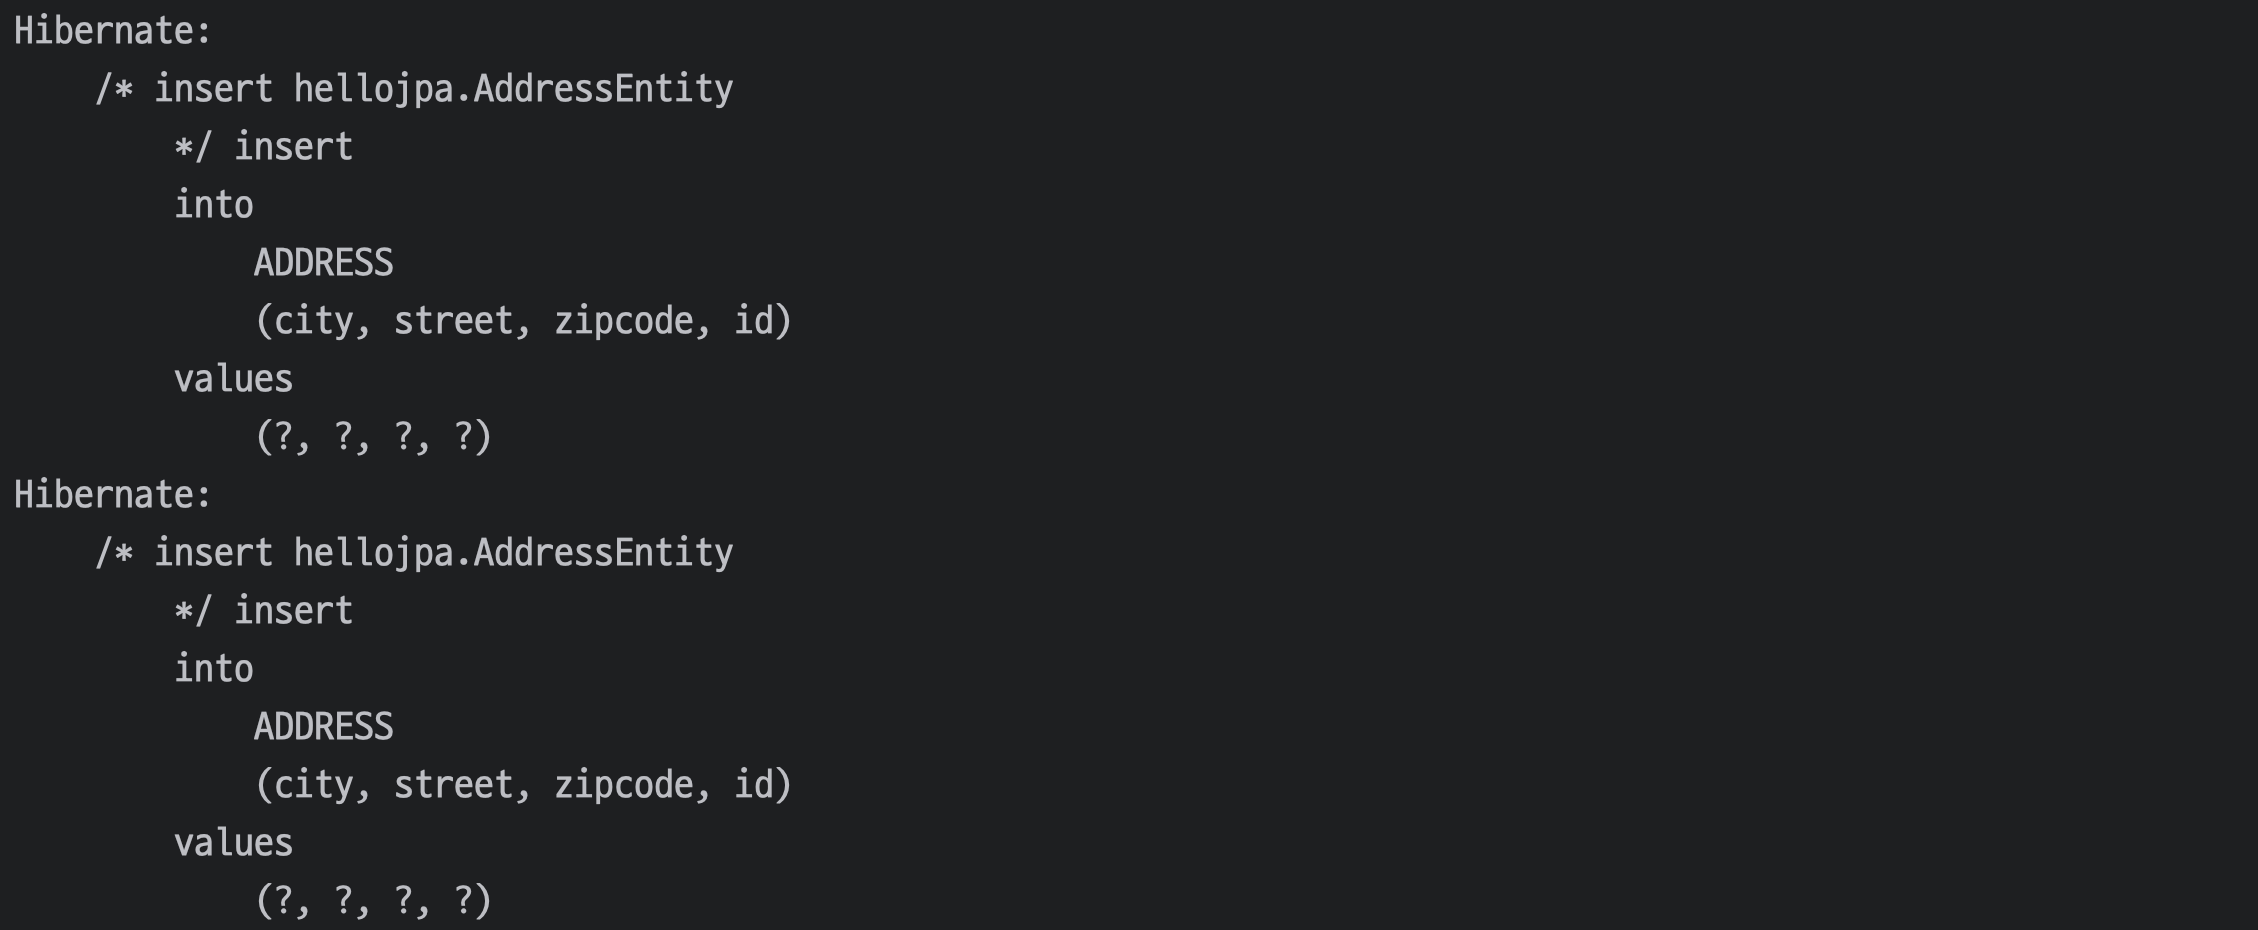 Hibernate:
    /* insert hellojpa.AddressEntity
        */ insert
        into
            ADDRESS
            (city, street, zipcode, id)
        values
            (?, ?, ?, ?)
Hibernate:
    /* insert hellojpa.AddressEntity
        */ insert
        into
            ADDRESS
            (city, street, zipcode, id)
        values
            (?, ?, ?, ?)